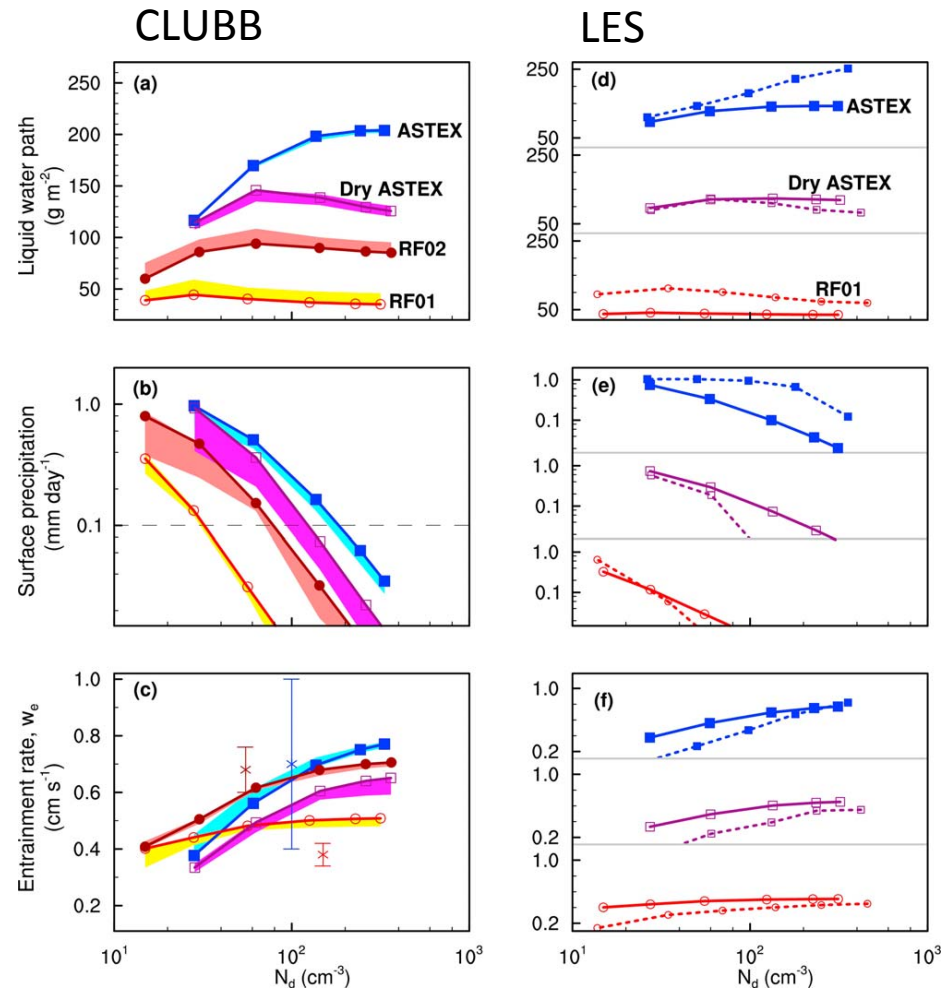 CLUBB
LES
(a)
250
200
150
100
50
Liquid water path
(g m-2)
ASTEX
Dry ASTEX
RF02
RF01
(d)
250
50
250
50
250
50
ASTEX
Dry ASTEX
RF01
(b)
1.0
0.1
Surface precipitation
(mm day-1)
(e)
1.0
0.1
1.0
0.1
1.0
0.1
(c)
1.0
0.8
0.6
0.4
0.2
Entrainment rate, we
(cm s-1)
101
102
103
Nd (cm-3)
(f)
1.0
0.2
1.0
0.2
1.0
0.2
101
102
103
Nd (cm-3)